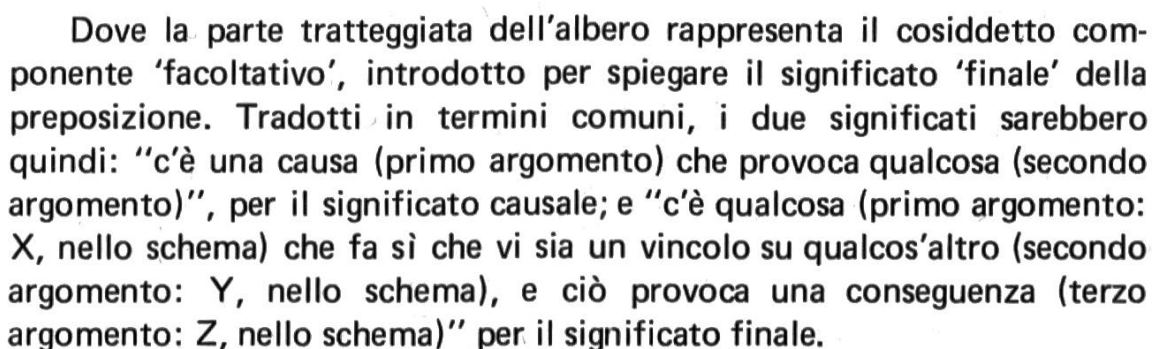 Dove la parte tratteggiata dell'albero rappresenta il cosiddetto com-
ponente 'facoltativo', introdotto per spiegare il significato 'finale' della
preposizione. Tradotti in termini comuni, i due significati sarebbero
quindi: "c'è una causa (primo argomento) che provoca qualcosa (secondo
argomento)", per il significato causale; e "c'è qualcosa (primo argomento:
X, nello schema) che fa sì che vi sia un vincolo su qualcos'altro (secondo
argomento: Y, nello schema), e ciò provoca una conseguenza (terzo
argomento: Z, nello schema)" per il significato finale.